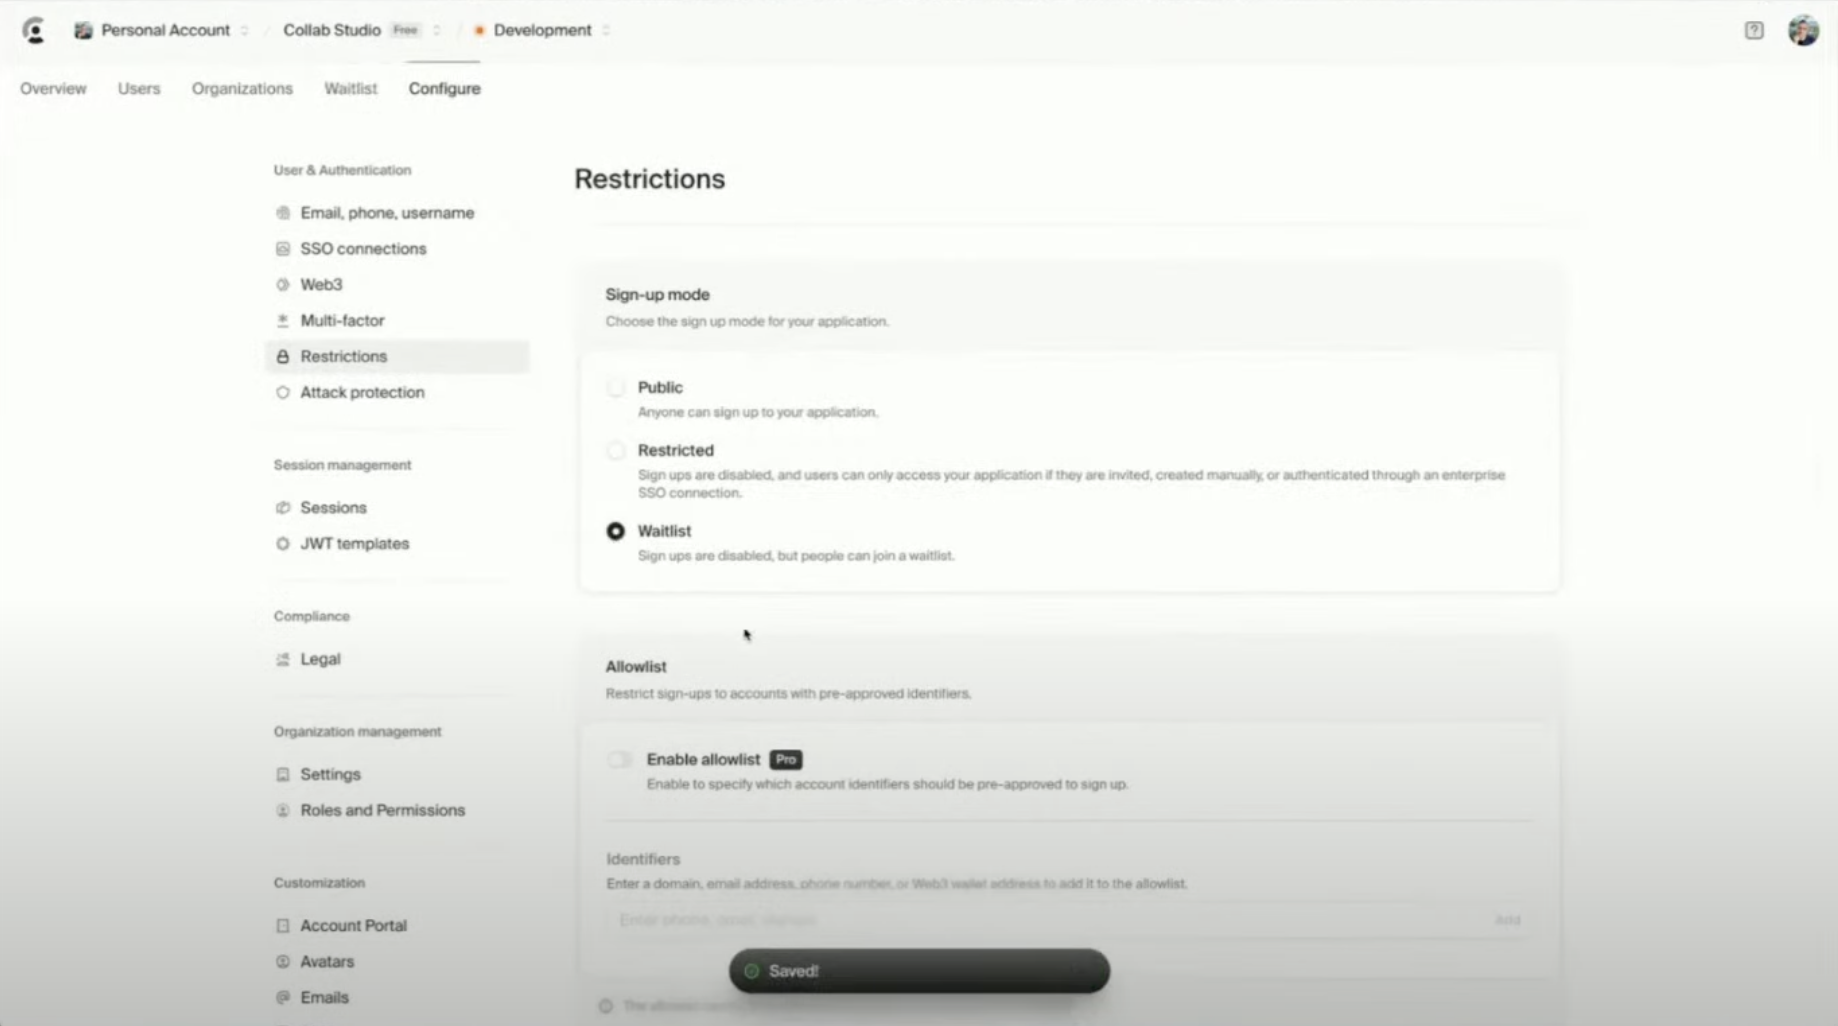 Personal Account / Collab Studio Free / Development
Overview Users Organizations Waitlist Configure
User & Authentication
Email, phone, username
SSO connections
Web3
Multi-factor
Restrictions
Attack protection
Session management
Sessions
JWT templates
Compliance
Legal
Organization management
Settings
Roles and Permissions
Customization
Account Portal
Avatars
Emails
Restrictions
Sign-up mode
Choose the sign up mode for your application.
Public
Anyone can sign up to your application.
Restricted
Sign ups are disabled, and users can only access your application if they are invited, created manually, or authenticated through an enterprise
SSO connection.
Waitlist
Sign ups are disabled, but people can join a waitlist.
Allowlist
Restrict sign-ups to accounts with pre-approved identifiers.
Enable allowlist Pro
Enable to specify which account identifiers should be pre-approved to sign up.
Identifiers
Enter a domain, email address, phone number, or Web3 wallet address to add it to the allowlist.
Enter phone, email, domain
Add
Saved!
The allowlist